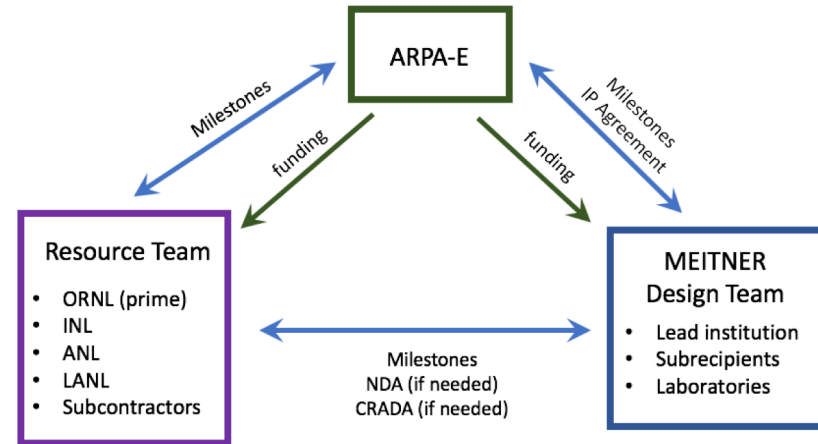 ARPA-E
Milestones
funding
funding
Milestones
IP Agreement
Resource Team
• ORNL (prime)
• INL
• ANL
• LANL
• Subcontractors
Milestones
NDA (if needed)
CRADA (if needed)
MEITNER
Design Team
• Lead institution
• Subrecipients
• Laboratories